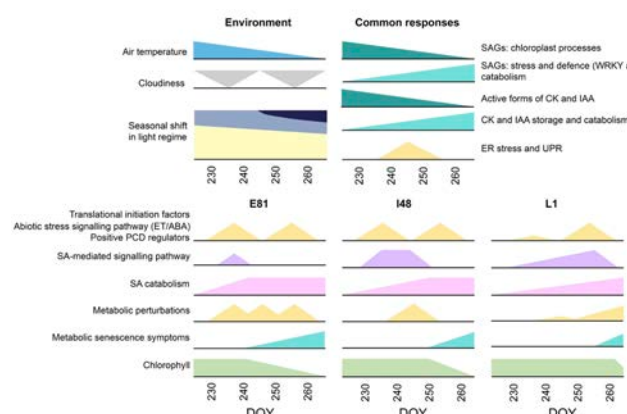 Environment
Common responses
Air temperature
SAGs: chloroplast processes
Cloudiness
SAGs: stress and defence (WRKY
catabolism
Active forms of CK and IAA
Seasonal shift
in light regime
CK and IAA storage and catabolism
ER stress and UPR
230 240 250 260
230 240 250 260
E81
I48
L1
Translational initiation factors
Abiotic stress signalling pathway (ET/ABA)
Positive PCD regulators
SA-mediated signalling pathway
SA catabolism
Metabolic perturbations
Metabolic senescence symptoms
Chlorophyll
230 240 250 260
230 240 250 260
230 240 250 260